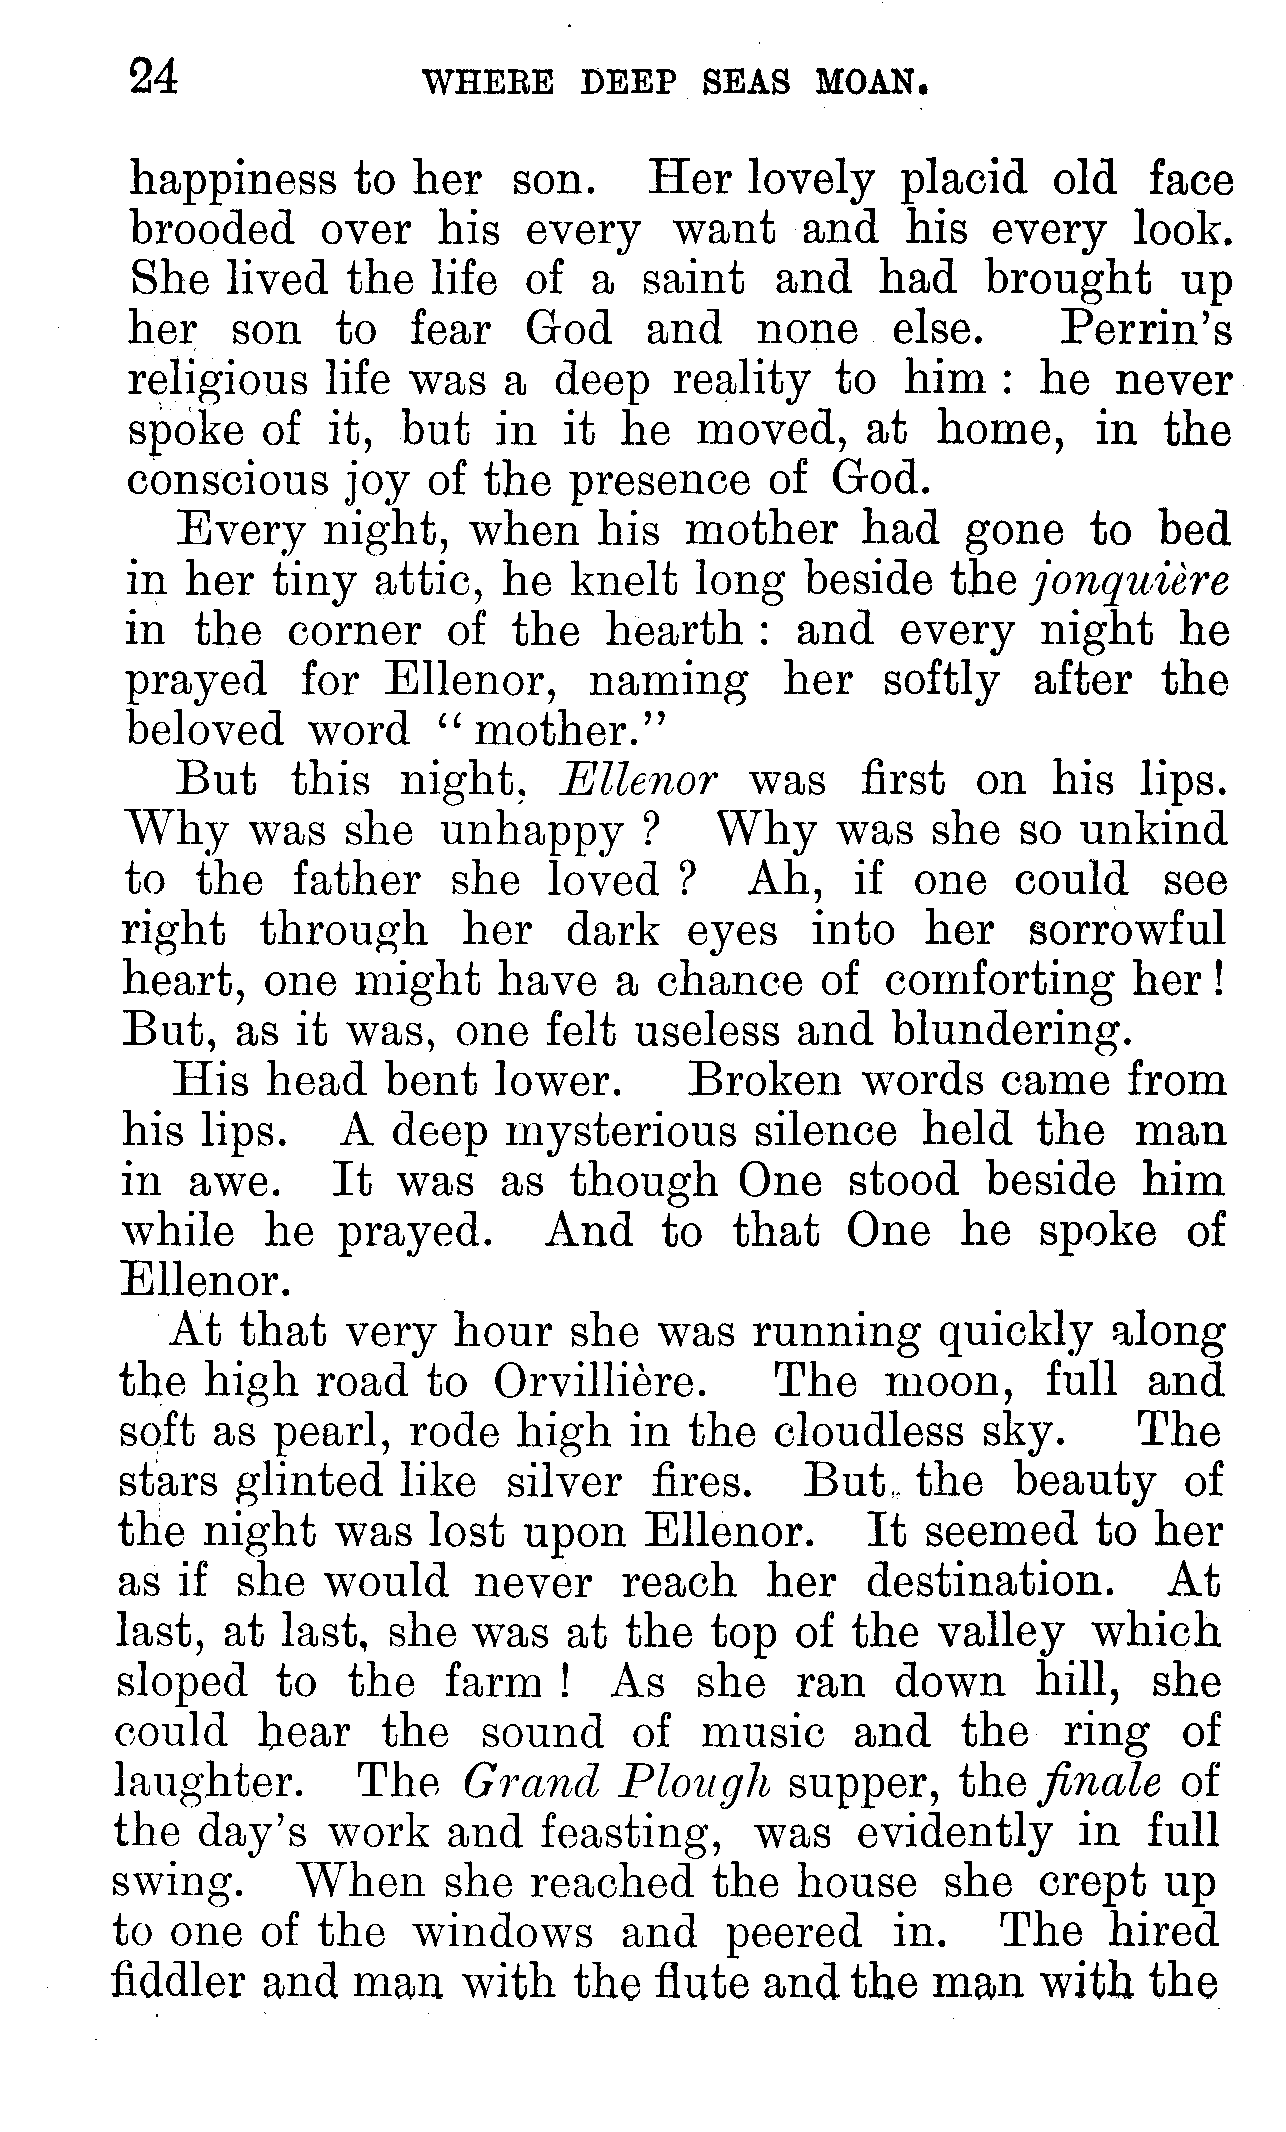 24 WHERE DEEP SEAS MOAN.
happiness to her son. Her lovely placid old face
brooded over his every want and his every look.
She lived the life of a saint and had brought up
her son to fear God and none else. Perrin's
religious life was a deep reality to him : he never
spoke of it, but in it he moved, at home, in the
conscious joy of the presence of God.
Every night, when his mother had gone to bed
in her tiny attic, he knelt long beside the jonquière
in the corner of the hearth : and every night he
prayed for Ellenor, naming her softly after the
beloved word “ mother.”
But this night, Ellenor was first on his lips.
Why was she unhappy ? Why was she so unkind
to the father she loved ? Ah, if one could see
right through her dark eyes into her sorrowful
heart, one might have a chance of comforting her !
But, as it was, one felt useless and blundering.
His head bent lower. Broken words came from
his lips. A deep mysterious silence held the man
in awe. It was as though One stood beside him
while he prayed. And to that One he spoke of
Ellenor.
At that very hour she was running quickly along
the high road to Orvillière. The moon, full and
soft as pearl, rode high in the cloudless sky. The
stars glinted like silver fires. But the beauty of
the night was lost upon Ellenor. It seemed to her
as if she would never reach her destination. At
last, at last, she was at the top of the valley which
sloped to the farm ! As she ran down hill, she
could hear the sound of music and the ring of
laughter. The Grand Plough supper, the finale of
the day's work and feasting, was evidently in full
swing. When she reached the house she crept up
to one of the windows and peered in. The hired
fiddler and man with the flute and the man with the